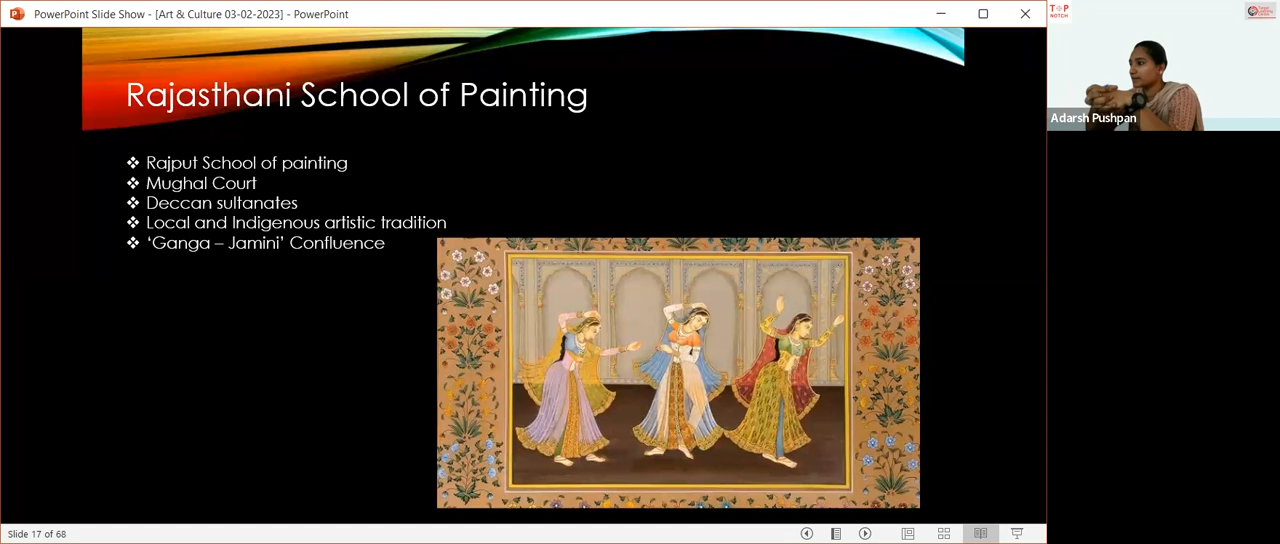 PowerPoint Slide Show - [Art & Culture 03-02-2023] - PowerPoint
T P
NOTCH
Adarsh Pushpan
Rajasthani School of Painting
❖ Rajput School of painting
❖ Mughal Court
❖ Deccan sultanates
❖ Local and Indigenous artistic tradition
❖ ‘Ganga – Jamini’ Confluence
Slide 17 of 68